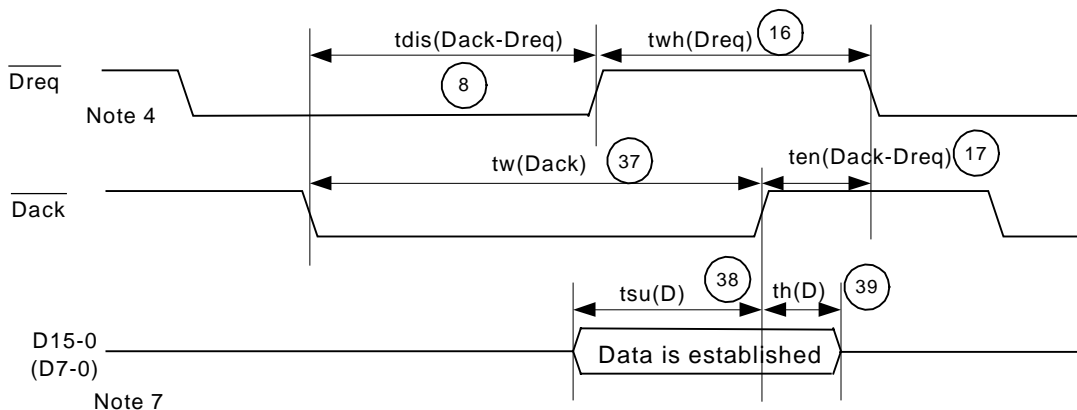 tdis(Dack-Dreq)
twh(Dreq) 16
Dreq
8
Note 4
tw(Dack) 37
ten(Dack-Dreq) 17
Dack
tsu(D) 38
th(D) 39
D15-0
(D7-0)
Data is established
Note 7